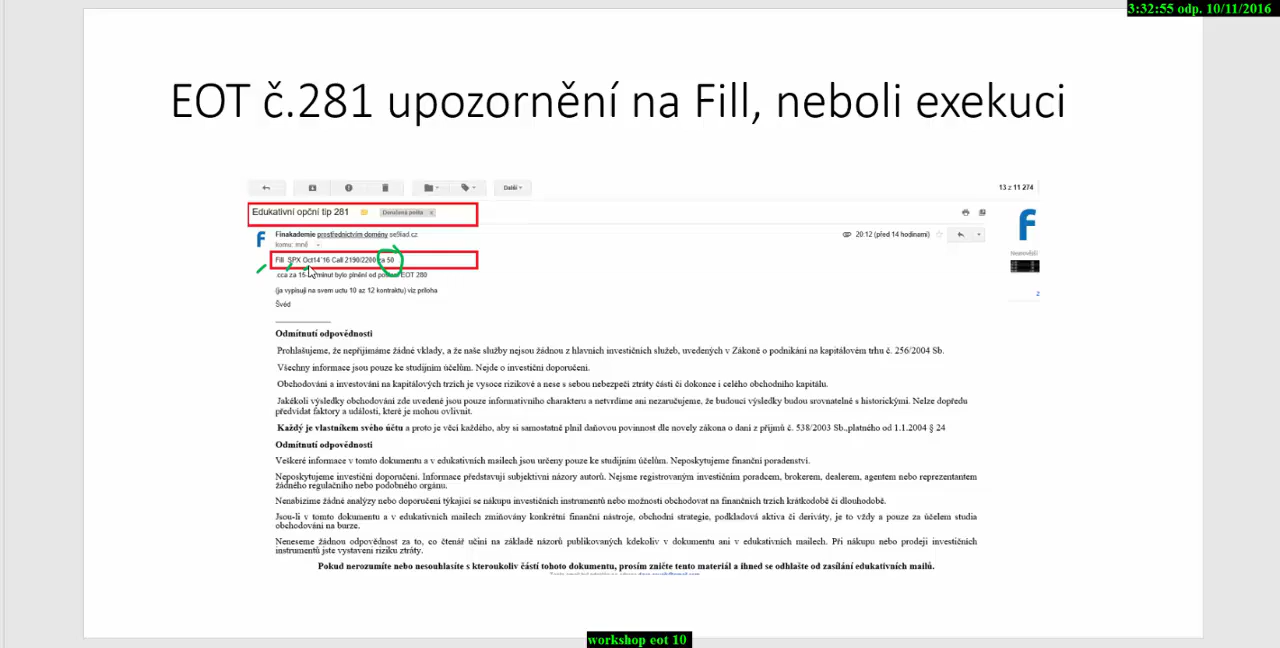 3:32:55 odp. 10/11/2016
EOT č.281 upozornění na Fill, neboli exekuci
Další
13 z 11 274
Edukativní opční tip 281
Doručená pošta x
Finakademie prostřednictvím domény se6lad.cz
komu: mně
20:12 (před 14 hodinami)
Fill SPX Oct14´16 Call 2190/2200 za 50
cca za 15 minut bylo plnění od EOT 280
(ja vypisuji na svem uctu 10 az 12 kontraktu) viz priloha
Švéd
2
Odmítnutí odpovědnosti
Prohlašujeme, že nepřijímáme žádné vklady, a že naše služby nejsou žádnou z hlavních investičních služeb, uvedených v Zákoně o podnikání na kapitálovém trhu č. 256/2004 Sb.
Všechny informace jsou pouze ke studijním účelům. Nejde o investiční doporučení.
Obchodování a investování na kapitálových trzích je vysoce rizikové a nese s sebou nebezpečí ztráty části či dokonce i celého obchodního kapitálu.
Jakékoli výsledky obchodování zde uvedené jsou pouze informativního charakteru a netvrdíme ani nezaručujeme, že budoucí výsledky budou srovnatelné s historickými. Nelze dopředu
předvídat faktory a události, které je mohou ovlivnit.
Každý je vlastníkem svého účtu a proto je věcí každého, aby si samostatně plnil daňovou povinnost dle novely zákona o dani z příjmů č. 538/2003 Sb.,platného od 1.1.2004 § 24
Odmítnutí odpovědnosti
Veškeré informace v tomto dokumentu a v edukativních mailech jsou určeny pouze ke studijním účelům. Neposkytujeme finanční poradenství.
Neposkytujeme investiční doporučení. Informace představují subjektivní názory autorů. Nejsme registrovaným investičním poradcem, brokerem, dealerem, agentem nebo reprezentantem
žádného regulačního nebo podobného orgánu.
Nenabízíme žádné analýzy nebo doporučení týkající se nákupu investičních instrumentů nebo možností obchodovat na finančních trzích krátkodobě či dlouhodobě.
Jsou-li v tomto dokumentu a v edukativních mailech zmiňovány konkrétní finanční nástroje, obchodní strategie, podkladová aktiva či deriváty, je to vždy a pouze za účelem studia
obchodování na burze.
Neneseme žádnou odpovědnost za to, co čtenář učiní na základě názorů publikovaných kdekoliv v dokumentu ani v edukativních mailech. Při nákupu nebo prodeji investičních
instrumentů jste vystaveni riziku ztráty.
Pokud nerozumíte nebo nesouhlasíte s kteroukoliv částí tohoto dokumentu, prosím zničte tento materiál a ihned se odhlašte od zasílání edukativních mailů.
workshop eot 10